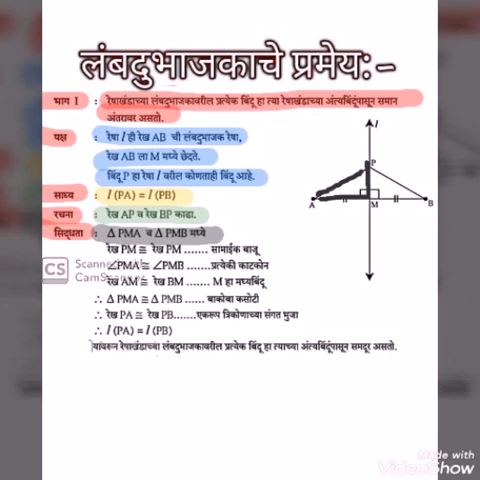 लंबदुभाजकाचे प्रमेय:-
भाग I : रेषाखंडाच्या लंबदुभाजकावरील प्रत्येक बिंदू हा त्या रेषाखंडाच्या अंत्यबिंदूंपासून समान
अंतरावर असतो.
पक्ष : रेषा l ही रेख AB ची लंबदुभाजक रेषा,
रेख AB ला M मध्ये छेदते.
बिंदू P हा रेषा l वरील कोणताही बिंदू आहे.
साध्य : l (PA) = l (PB)
रचना : रेख AP व रेख BP काढा.
सिद्धता : Δ PMA व Δ PMB मध्ये
रेख PM ≅ रेख PM ....... सामाईक बाजू
∠PMA ≅ ∠PMB .......प्रत्येकी काटकोन
रेख AM ≅ रेख BM ....... M हा मध्यबिंदू
∴ Δ PMA ≅ Δ PMB ....... बाकोबा कसोटी
∴ रेख PA ≅ रेख PB.......एकरूप त्रिकोणाच्या संगत भुजा
∴ l (PA) = l (PB)
यावरून रेषाखंडाच्या लंबदुभाजकावरील प्रत्येक बिंदू हा त्याच्या अंत्यबिंदूंपासून समदूर असतो.
l
P
A
M
B
CS
CamScanner
Made with
VideoShow